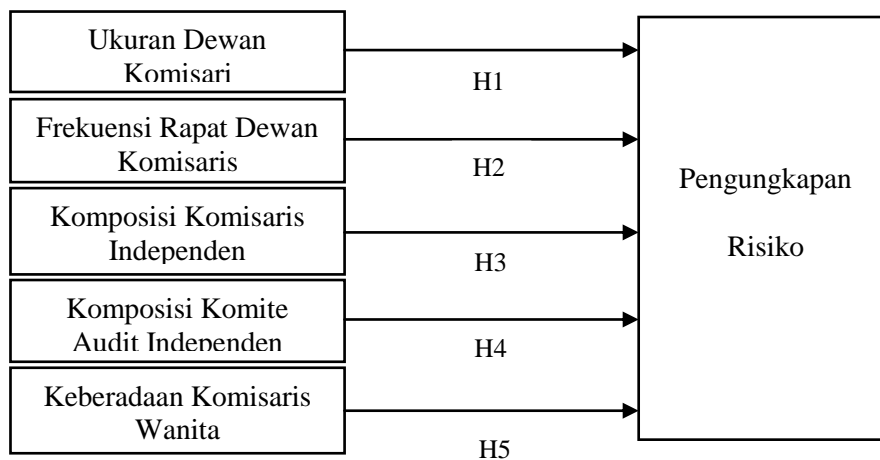 Ukuran Dewan
Komisari
H1
Frekuensi Rapat Dewan
Komisaris
H2
Komposisi Komisaris
Independen
H3
Komposisi Komite
Audit Independen
H4
Keberadaan Komisaris
Wanita
H5
Pengungkapan
Risiko